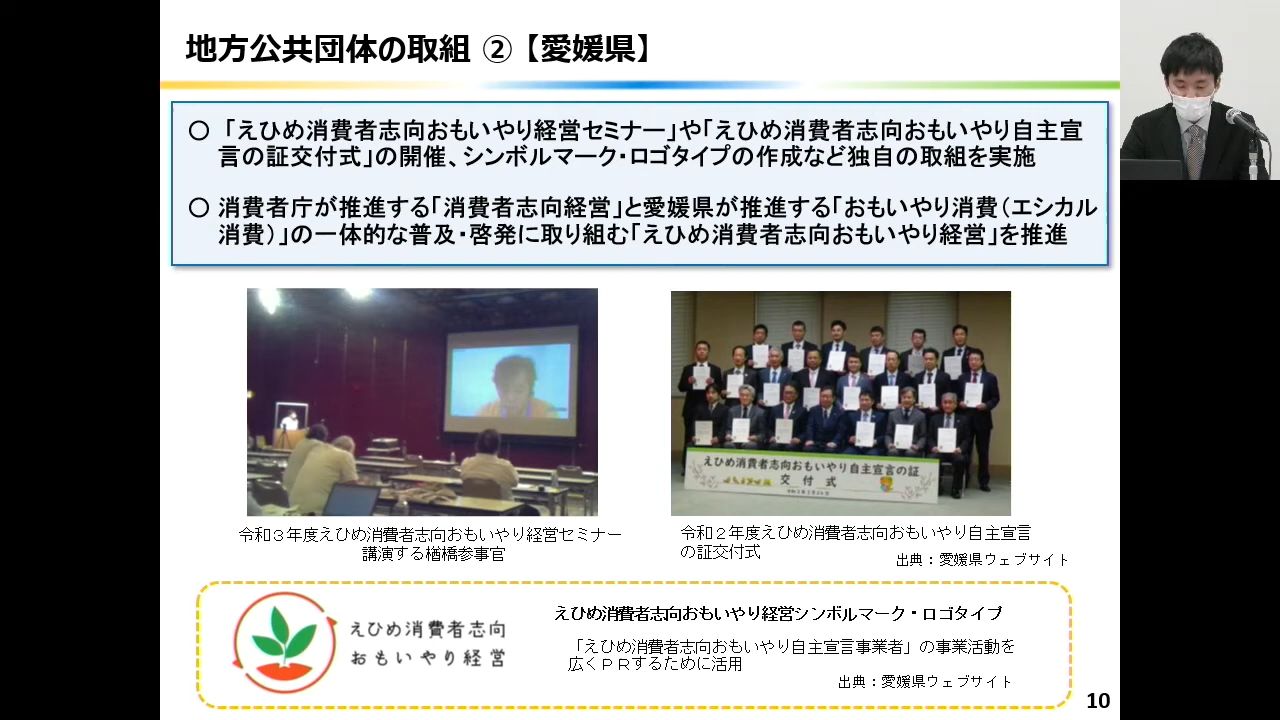 地方公共団体の取組 ②【愛媛県】
〇 「えひめ消費者志向おもいやり経営セミナー」や「えひめ消費者志向おもいやり自主宣
言の証交付式」の開催、シンボルマーク・ロゴタイプの作成など独自の取組を実施
〇 消費者庁が推進する「消費者志向経営」と愛媛県が推進する「おもいやり消費（エシカル
消費）」の一体的な普及・啓発に取り組む「えひめ消費者志向おもいやり経営」を推進
えひめ消費者志向おもいやり自主宣言の証
交付式
令和３年度えひめ消費者志向おもいやり経営セミナー
講演する楢橋参事官
令和２年度えひめ消費者志向おもいやり自主宣言
の証交付式
出典：愛媛県ウェブサイト
えひめ消費者志向
おもいやり経営
えひめ消費者志向おもいやり経営シンボルマーク・ロゴタイプ
「えひめ消費者志向おもいやり自主宣言事業者」の事業活動を
広くＰＲするために活用
出典：愛媛県ウェブサイト
10